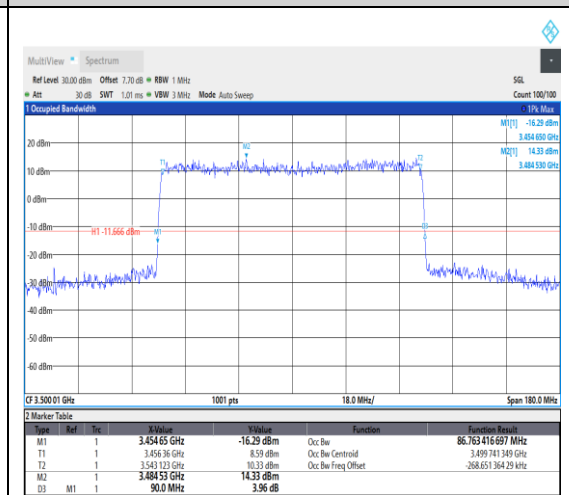 MultiView Spectrum
Ref Level 30.00 dBm Offset 7.70 dB RBW 1 MHz SGL
Att 30 dB SWT 1.01 ms VBW 3 MHz Mode Auto Sweep Count 100/100
1 Occupied Bandwidth 1Pk Max
M1[1] -16.29 dBm
3.454 650 GHz
M2[1] 14.33 dBm
3.484 530 GHz
20 dBm
M2
T1
T2
10 dBm
0 dBm
-10 dBm
H1 -11.666 dBm
M1
D3
-20 dBm
-30 dBm
-40 dBm
-50 dBm
-60 dBm
CF 3.500 01 GHz 1001 pts 18.0 MHz/ Span 180.0 MHz
2 Marker Table
Type Ref Trc X-Value Y-Value Function Function Result
M1 1 3.454 65 GHz -16.29 dBm Occ Bw 86.763 416 697 MHz
T1 1 3.456 36 GHz 8.59 dBm Occ Bw Centroid 3.499 741 349 GHz
T2 1 3.543 123 GHz 10.33 dBm Occ Bw Freq Offset -268.651 364 29 kHz
M2 1 3.484 53 GHz 14.33 dBm
D3 M1 1 90.0 MHz 3.96 dB